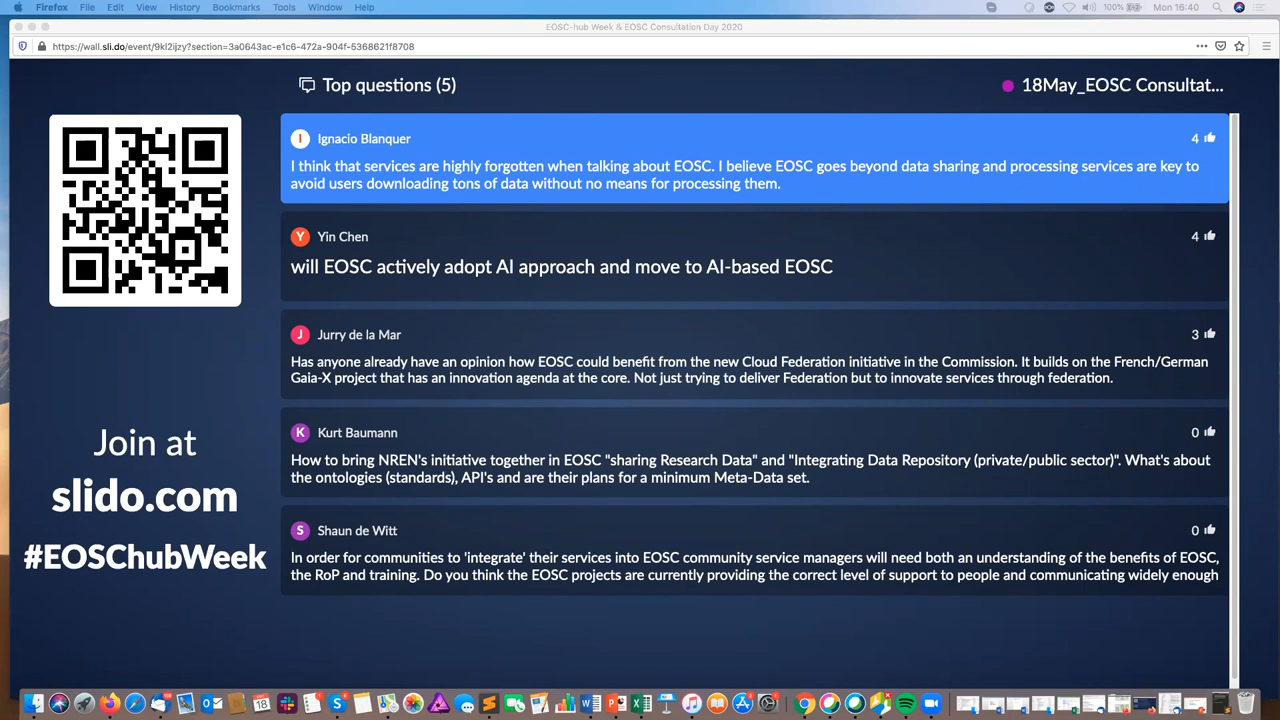 Firefox File Edit View History Bookmarks Tools Window Help 100% Mon 16:40
EOSC-hub Week & EOSC Consultation Day 2020
https://wall.sli.do/event/9kl2ijzy?section=3a0643ac-e1c6-472a-904f-5368621f8708
Top questions (5)
18May_EOSC Consultat...
I Ignacio Blanquer 4
I think that services are highly forgotten when talking about EOSC. I believe EOSC goes beyond data sharing and processing services are key to
avoid users downloading tons of data without no means for processing them.
Y Yin Chen 4
will EOSC actively adopt AI approach and move to AI-based EOSC
J Jurry de la Mar 3
Has anyone already have an opinion how EOSC could benefit from the new Cloud Federation initiative in the Commission. It builds on the French/German
Gaia-X project that has an innovation agenda at the core. Not just trying to deliver Federation but to innovate services through federation.
K Kurt Baumann 0
How to bring NREN's initiative together in EOSC "sharing Research Data" and "Integrating Data Repository (private/public sector)". What's about
the ontologies (standards), API's and are their plans for a minimum Meta-Data set.
S Shaun de Witt 0
In order for communities to 'integrate' their services into EOSC community service managers will need both an understanding of the benefits of EOSC,
the RoP and training. Do you think the EOSC projects are currently providing the correct level of support to people and communicating widely enough
Join at
slido.com
#EOSChubWeek
18